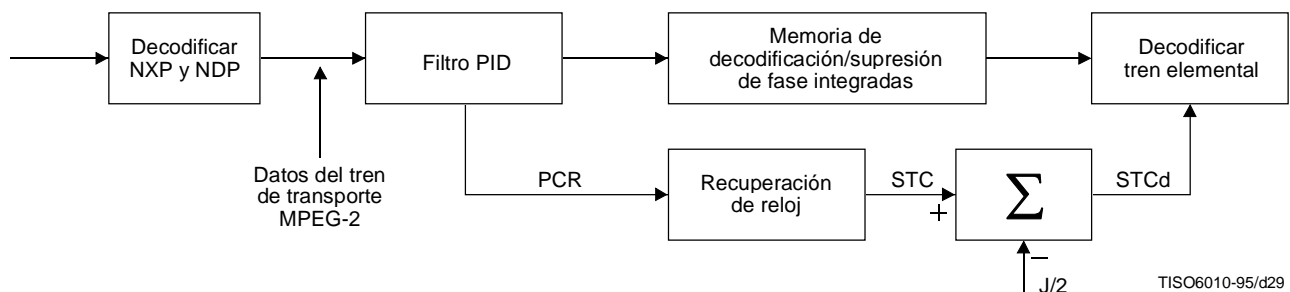 Decodificar
NXP y NDP
Filtro PID
Memoria de
decodificación/supresión
de fase integradas
Decodificar
tren elemental
Datos del tren
de transporte
MPEG-2
PCR
Recuperación
de reloj
STC
+
Σ
STCd
–
J/2
TISO6010-95/d29